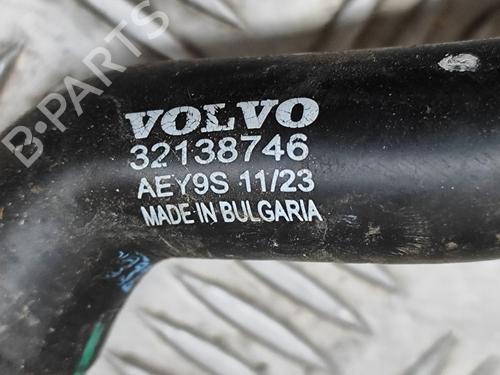 B-PARTS
VOLVO
32138746
AEY9S 11/23
MADE IN BULGARIA